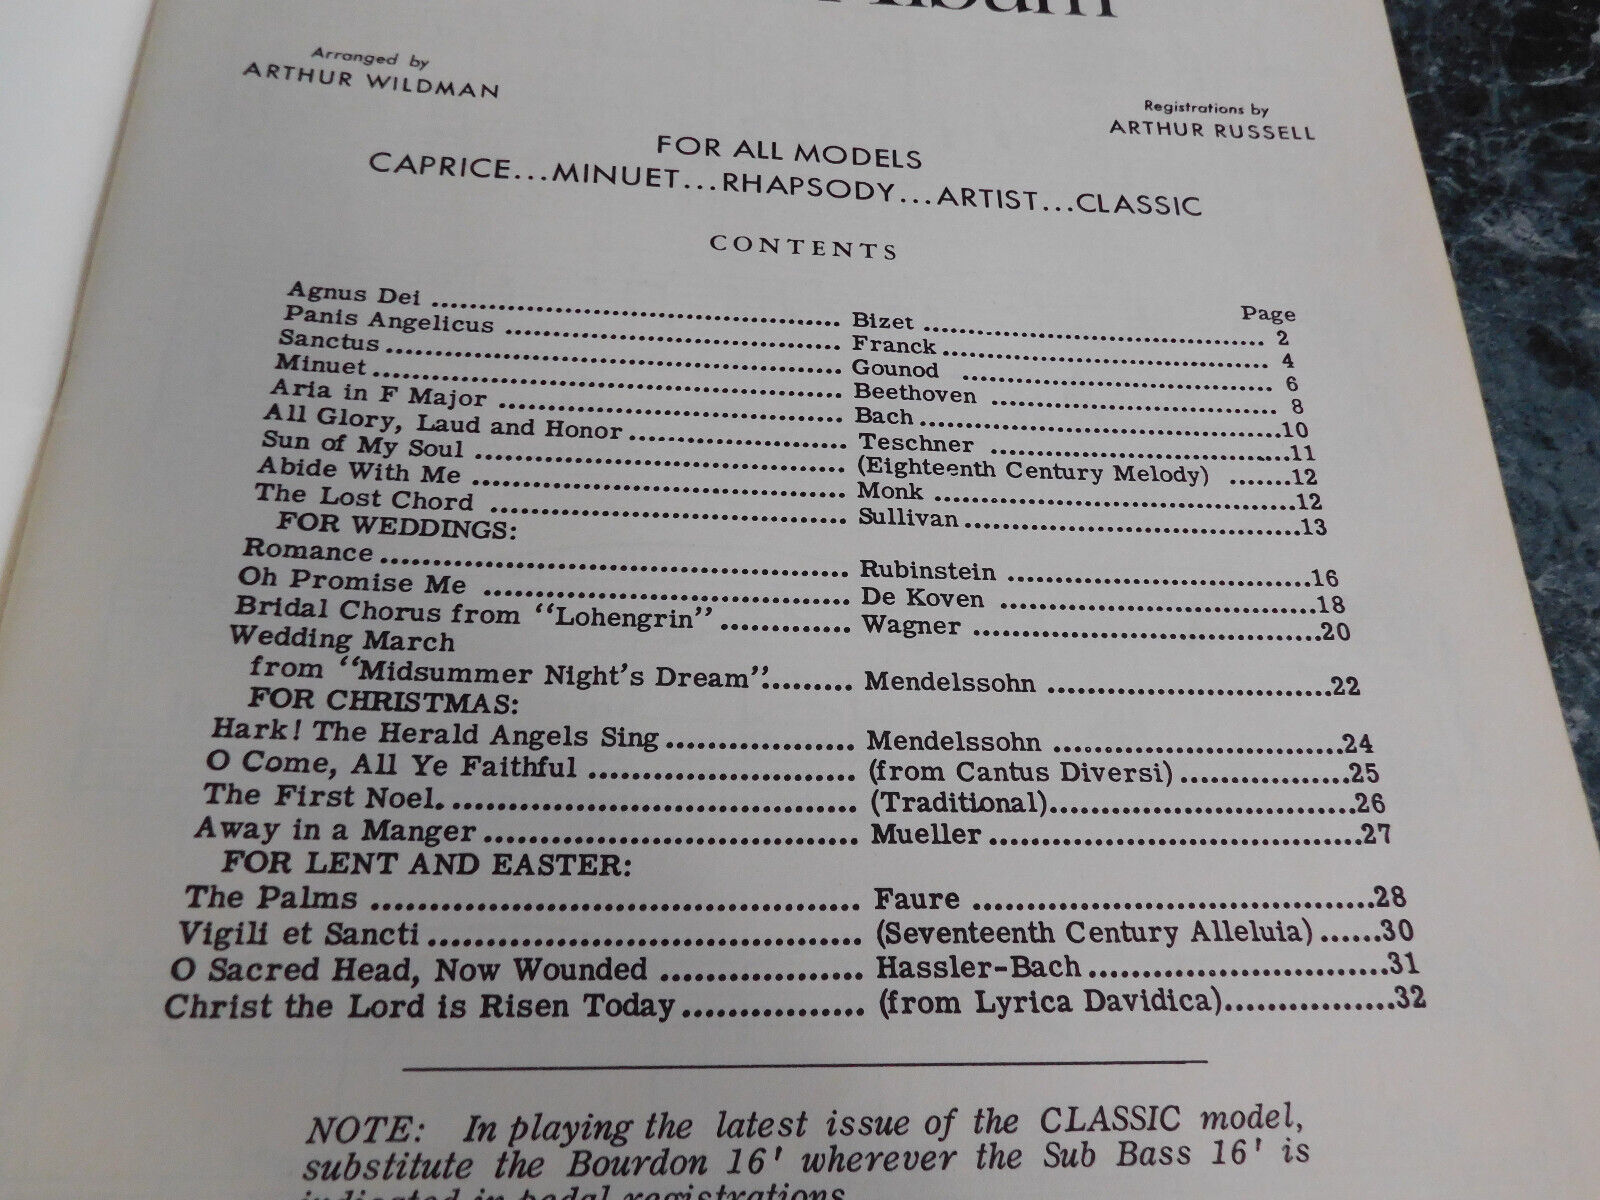 Album
Arranged by
ARTHUR WILDMAN
Registrations by
ARTHUR RUSSELL
FOR ALL MODELS
CAPRICE...MINUET...RHAPSODY...ARTIST...CLASSIC
CONTENTS
Page
Agnus Dei ........ Bizet ........ 2
Panis Angelicus ........ Franck ........ 4
Sanctus ........ Gounod ........ 6
Minuet ........ Beethoven ........ 8
Aria in F Major ........ Bach ........ 10
All Glory, Laud and Honor ........ Teschner ........ 11
Sun of My Soul ........ (Eighteenth Century Melody) ....... 12
Abide With Me ........ Monk ........ 12
The Lost Chord ........ Sullivan ........ 13
FOR WEDDINGS:
Romance ........ Rubinstein ........ 16
Oh Promise Me ........ De Koven ........ 18
Bridal Chorus from "Lohengrin" ........ Wagner ........ 20
Wedding March
from "Midsummer Night's Dream" ........ Mendelssohn ........ 22
FOR CHRISTMAS:
Hark! The Herald Angels Sing ........ Mendelssohn ........ 24
O Come, All Ye Faithful ........ (from Cantus Diversi) ........ 25
The First Noel ........ (Traditional) ........ 26
Away in a Manger ........ Mueller ........ 27
FOR LENT AND EASTER:
The Palms ........ Faure ........ 28
Vigili et Sancti ........ (Seventeenth Century Alleluia) ...... 30
O Sacred Head, Now Wounded ........ Hassler-Bach ........ 31
Christ the Lord is Risen Today ........ (from Lyrica Davidica) ........ 32
NOTE: In playing the latest issue of the CLASSIC model,
substitute the Bourdon 16' wherever the Sub Bass 16' is
indicated in pedal registrations.